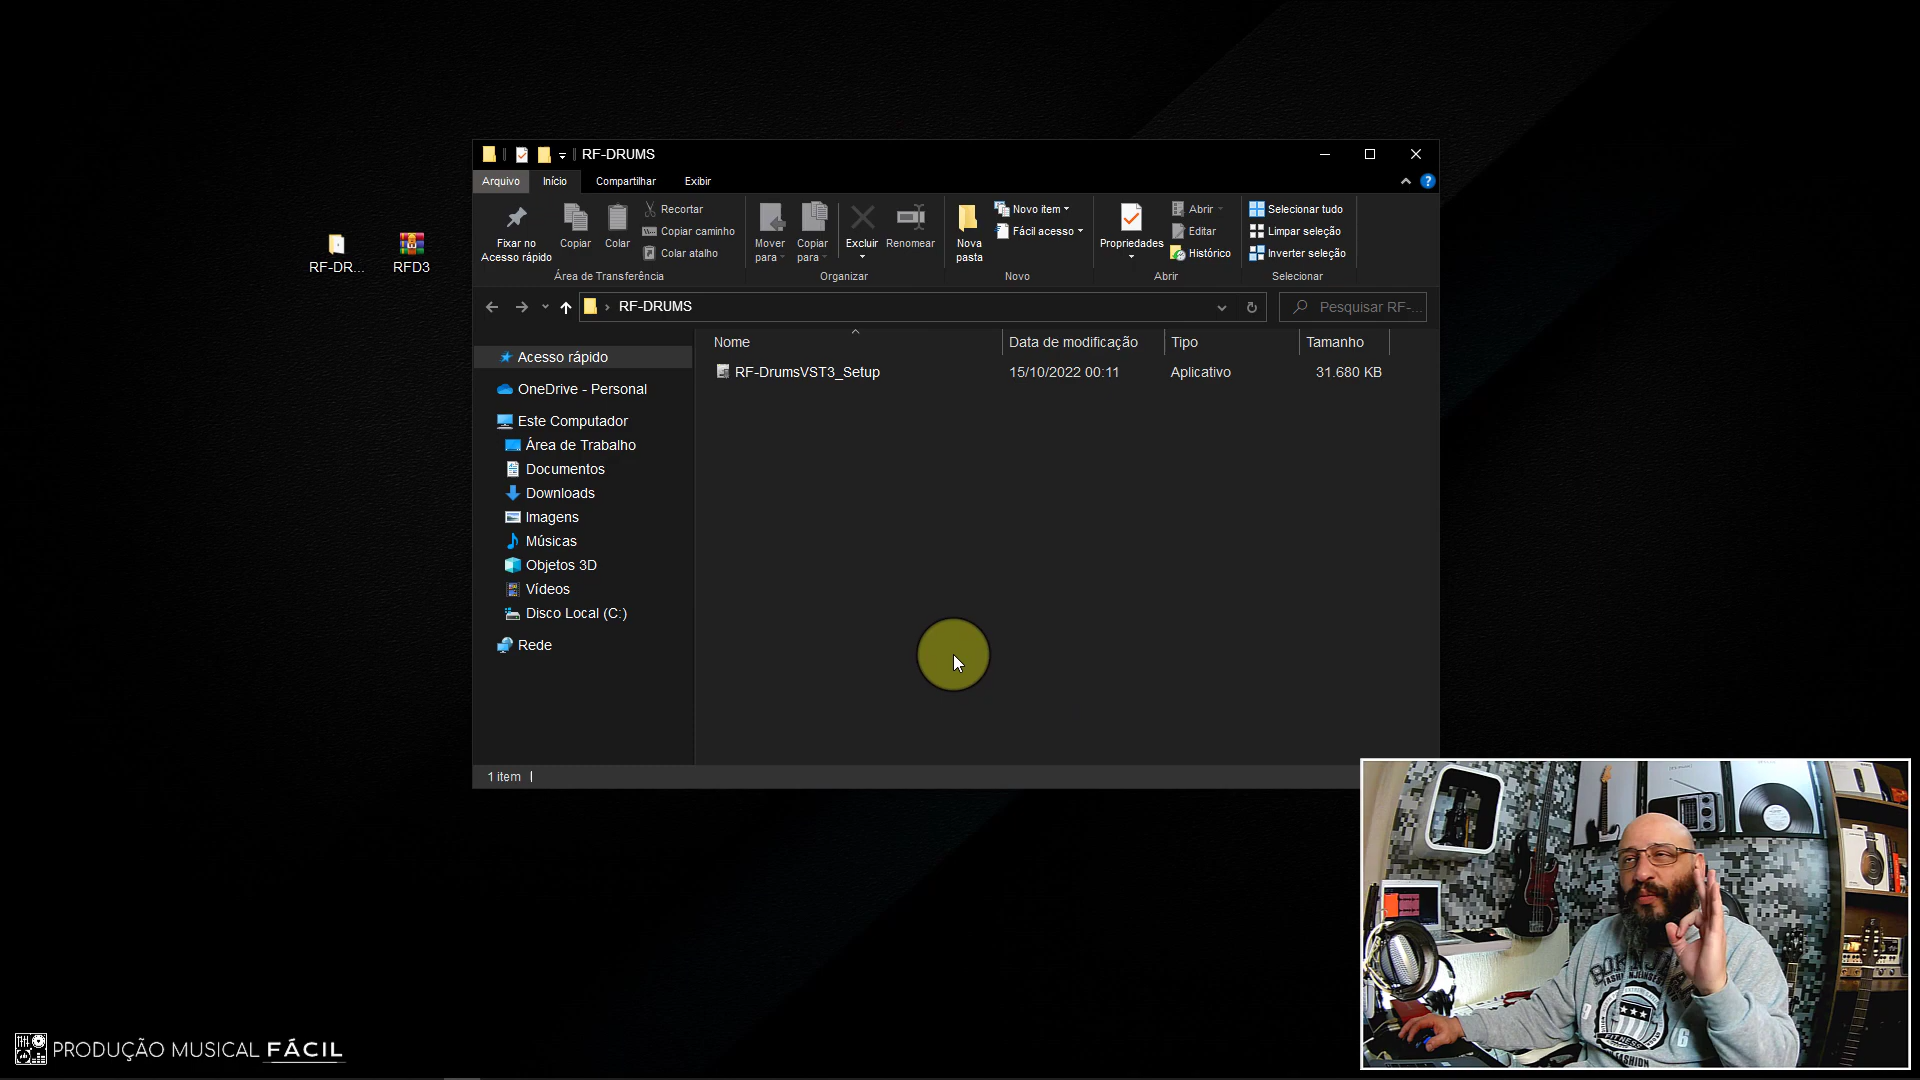 RF-DRUMS
Arquivo Início Compartilhar Exibir
Fixar no Acesso rápido
Copiar
Colar
Recortar
Copiar caminho
Colar atalho
Área de Transferência
Mover para
Copiar para
Excluir
Renomear
Organizar
Nova pasta
Novo item
Fácil acesso
Novo
Propriedades
Abrir
Editar
Histórico
Abrir
Selecionar tudo
Limpar seleção
Inverter seleção
Selecionar
RF-DR...
RFD3
RF-DRUMS
Pesquisar RF-...
Nome Data de modificação Tipo Tamanho
RF-DrumsVST3_Setup 15/10/2022 00:11 Aplicativo 31.680 KB
Acesso rápido
OneDrive - Personal
Este Computador
Área de Trabalho
Documentos
Downloads
Imagens
Músicas
Objetos 3D
Vídeos
Disco Local (C:)
Rede
1 item
PRODUÇÃO MUSICAL FÁCIL
FITNESS
FASHION